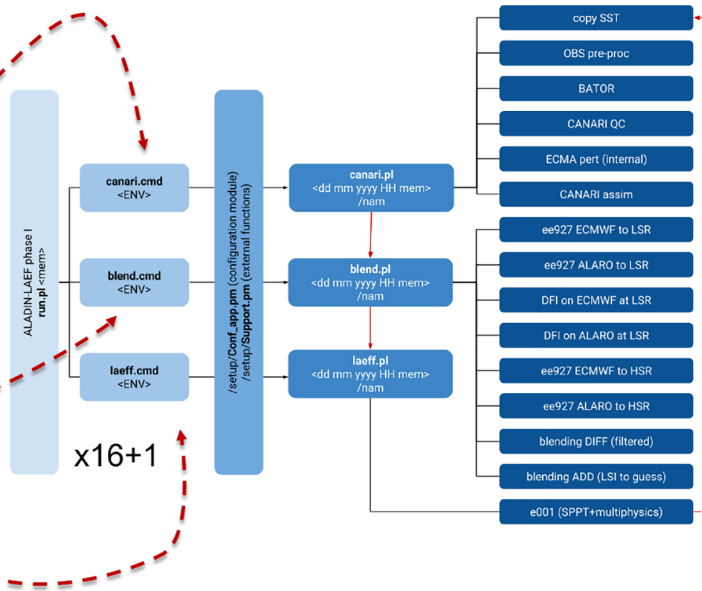 ALADIN-LAEF phase I
run.pl <mem>
canari.cmd
<ENV>
blend.cmd
<ENV>
laeff.cmd
<ENV>
x16+1
/setup/Conf_app.pm (configuration module)
/setup/Support.pm (external functions)
canari.pl
<dd mm yyyy HH mem>
/nam
blend.pl
<dd mm yyyy HH mem>
/nam
laeff.pl
<dd mm yyyy HH mem>
/nam
copy SST
OBS pre-proc
BATOR
CANARI QC
ECMA pert (internal)
CANARI assim
ee927 ECMWF to LSR
ee927 ALARO to LSR
DFI on ECMWF at LSR
DFI on ALARO at LSR
ee927 ECMWF to HSR
ee927 ALARO to HSR
blending DIFF (filtered)
blending ADD (LSI to guess)
e001 (SPPT+multiphysics)